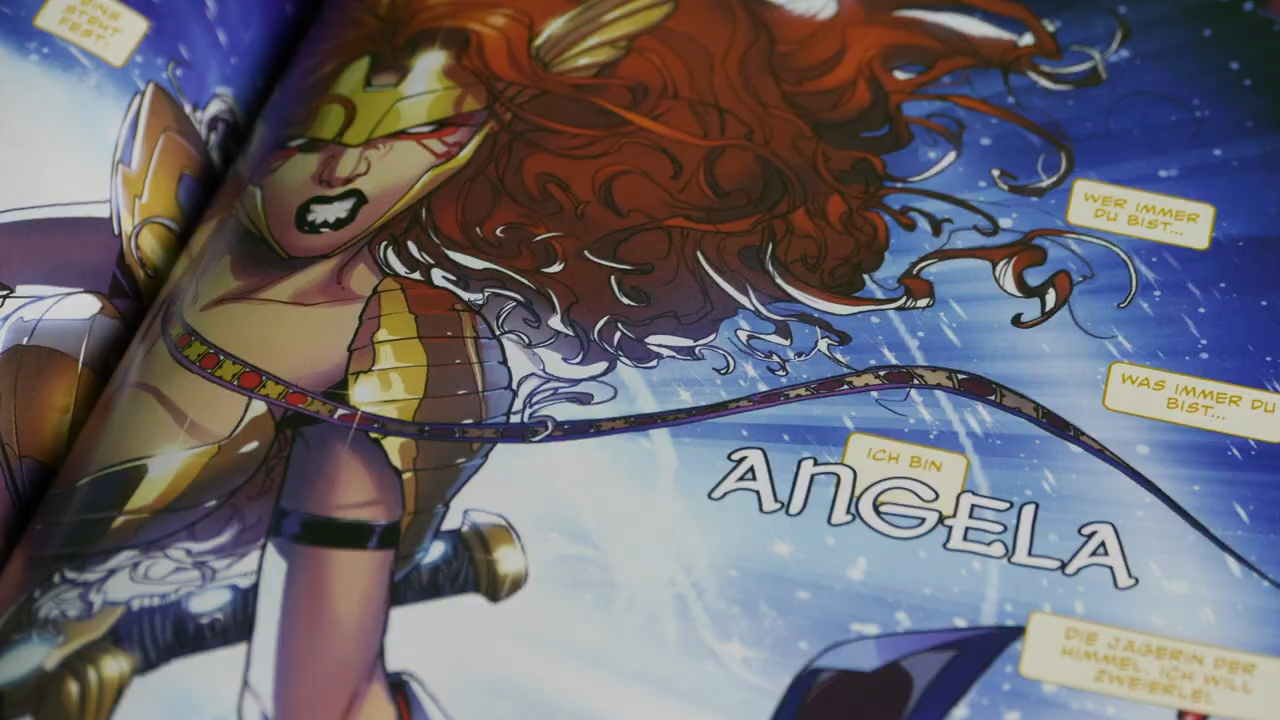 EINS
STEHT
FEST:
WER IMMER
DU BIST...
WAS IMMER DU
BIST...
ICH BIN
ANGELA
DIE JÄGERIN DER
HIMMEL. ICH WILL
ZWEIERLEI.